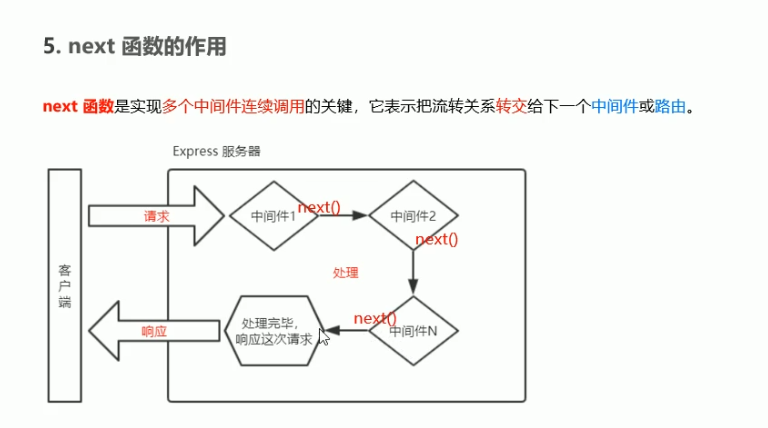 5. next 函数的作用
next 函数是实现多个中间件连续调用的关键，它表示把流转关系转交给下一个中间件或路由。
Express 服务器
客户端
请求
中间件1
next()
中间件2
next()
处理
响应
处理完毕，
响应这次请求
next()
中间件N